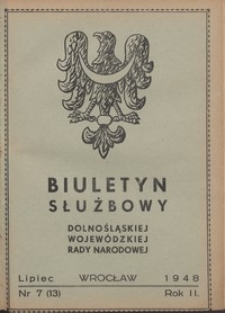 BIULETYN
SŁUŻBOWY
DOLNOŚLĄSKIEJ
WOJEWÓDZKIEJ
RADY NARODOWEJ
Lipiec WROCŁAW 1948
Nr 7 (13) Rok II.